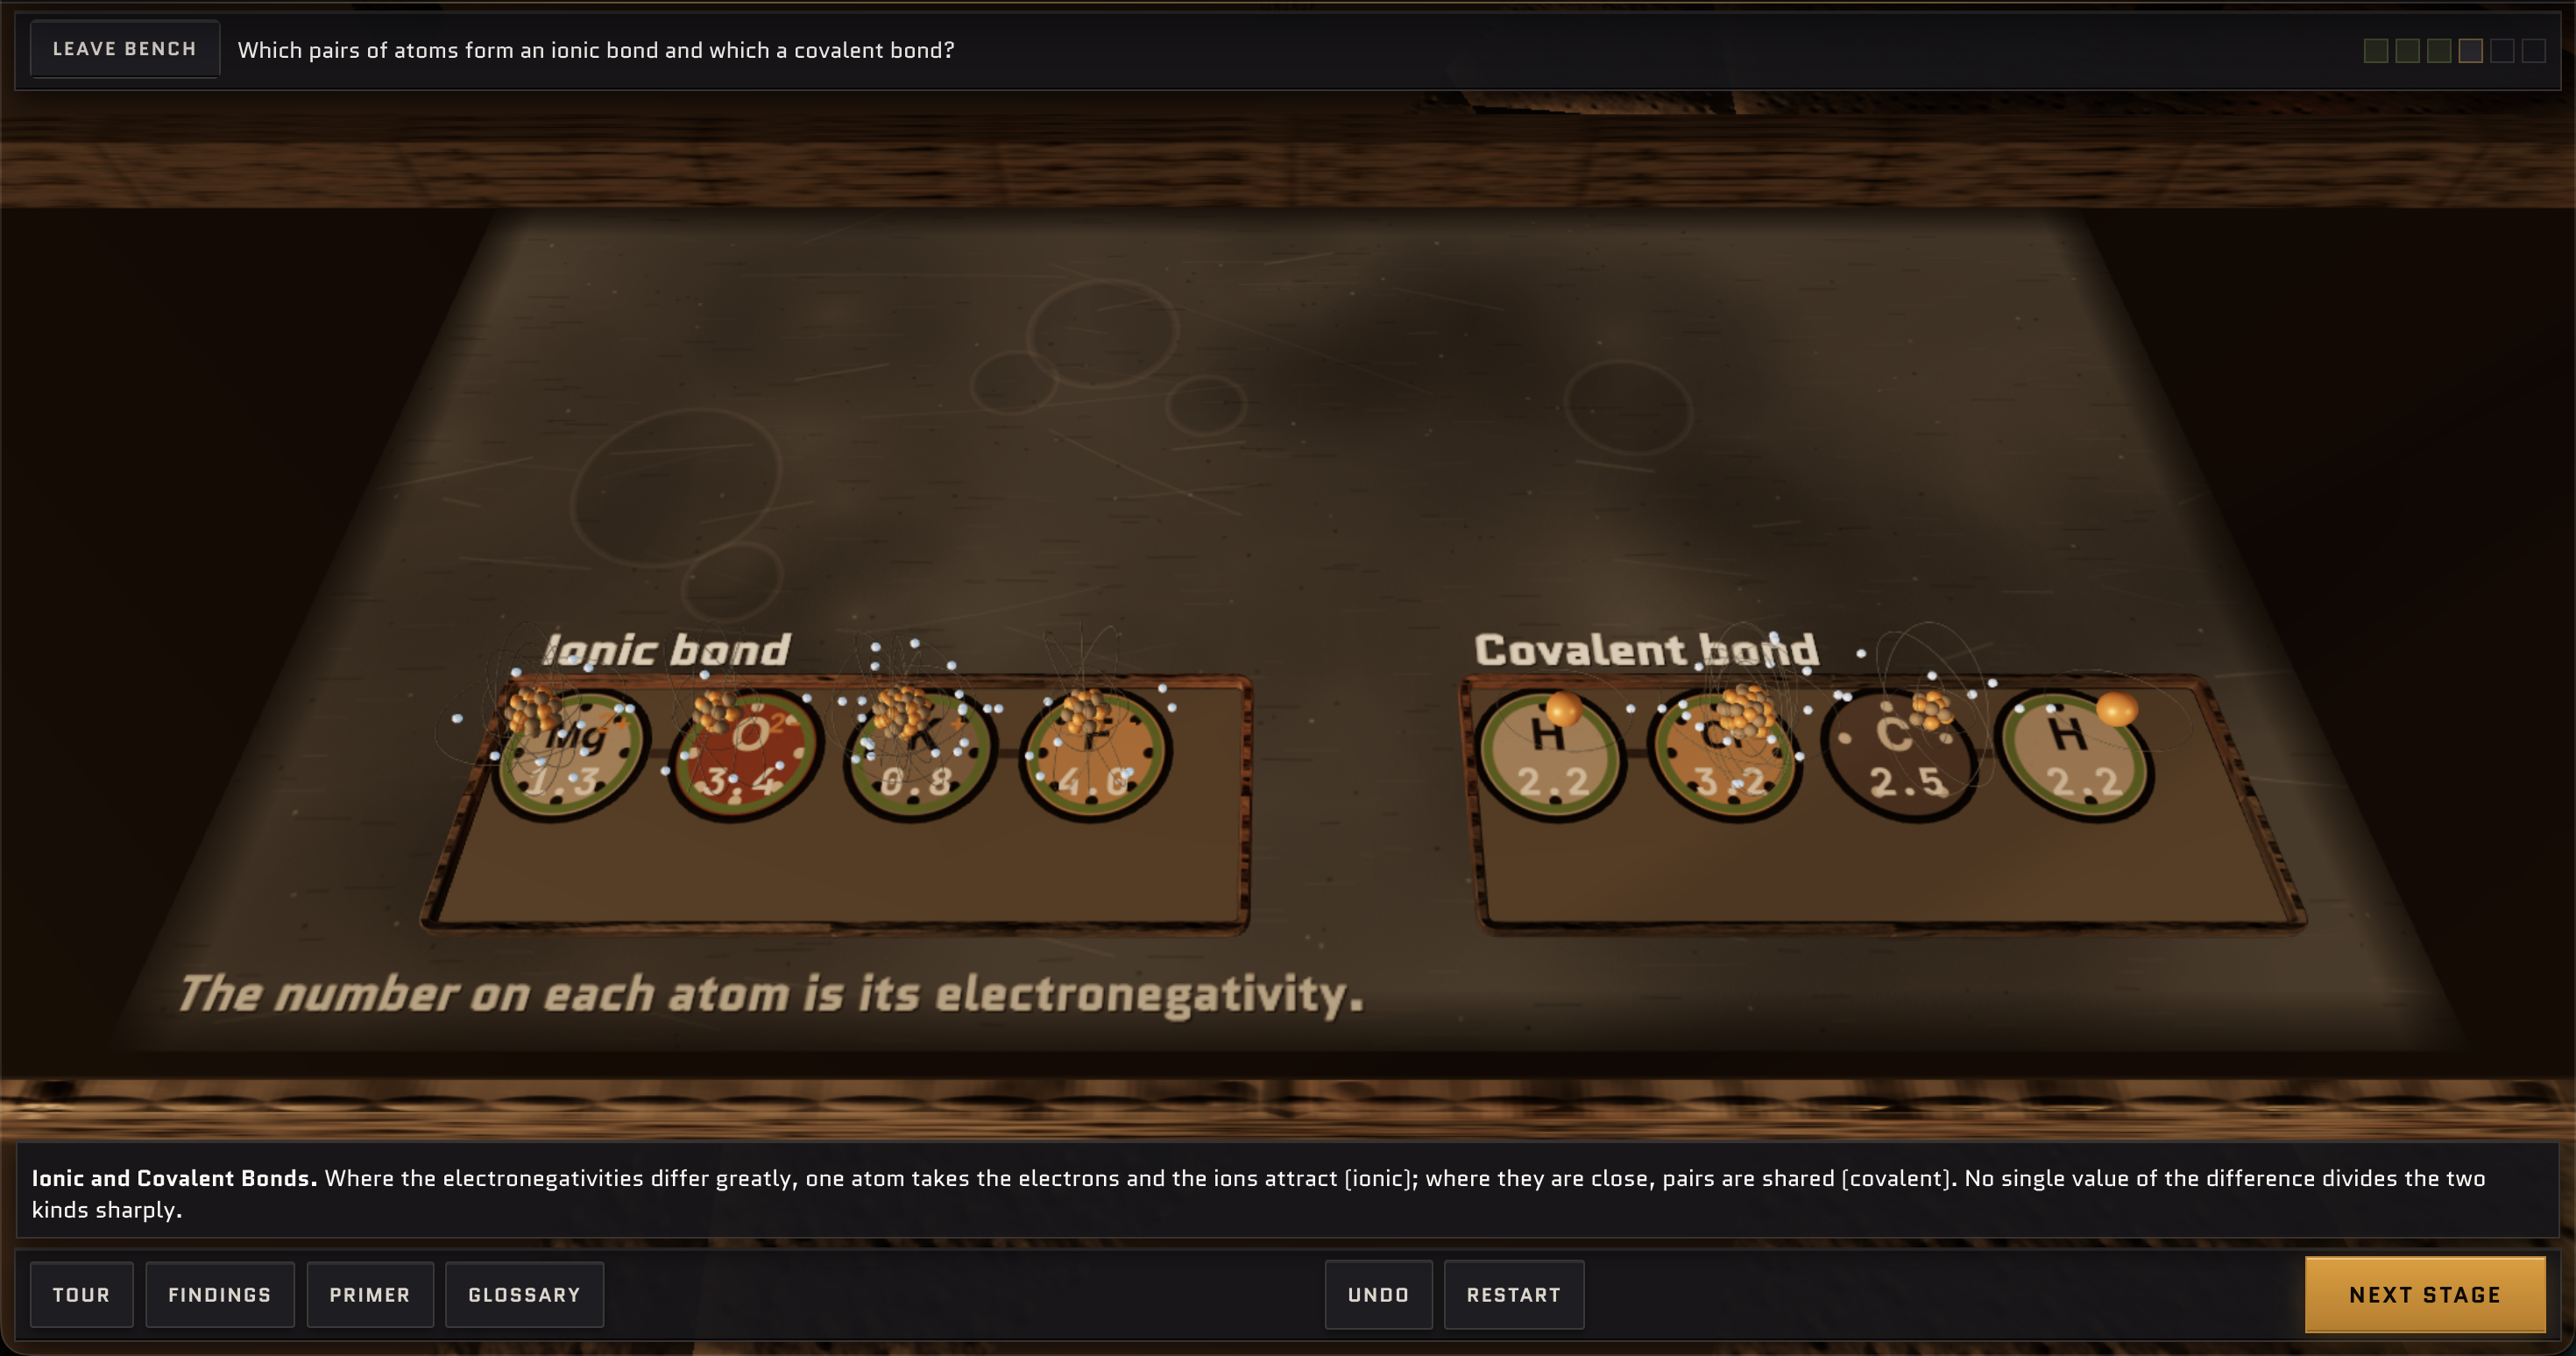 LEAVE BENCH
Which pairs of atoms form an ionic bond and which a covalent bond?
Ionic bond
Covalent bond
Mg
O
K
F
H
C
H
1.3
3.4
0.8
4.0
2.2
3.2
2.5
2.2
The number on each atom is its electronegativity.
Ionic and Covalent Bonds. Where the electronegativities differ greatly, one atom takes the electrons and the ions attract (ionic); where they are close, pairs are shared (covalent). No single value of the difference divides the two
kinds sharply.
TOUR
FINDINGS
PRIMER
GLOSSARY
UNDO
RESTART
NEXT STAGE